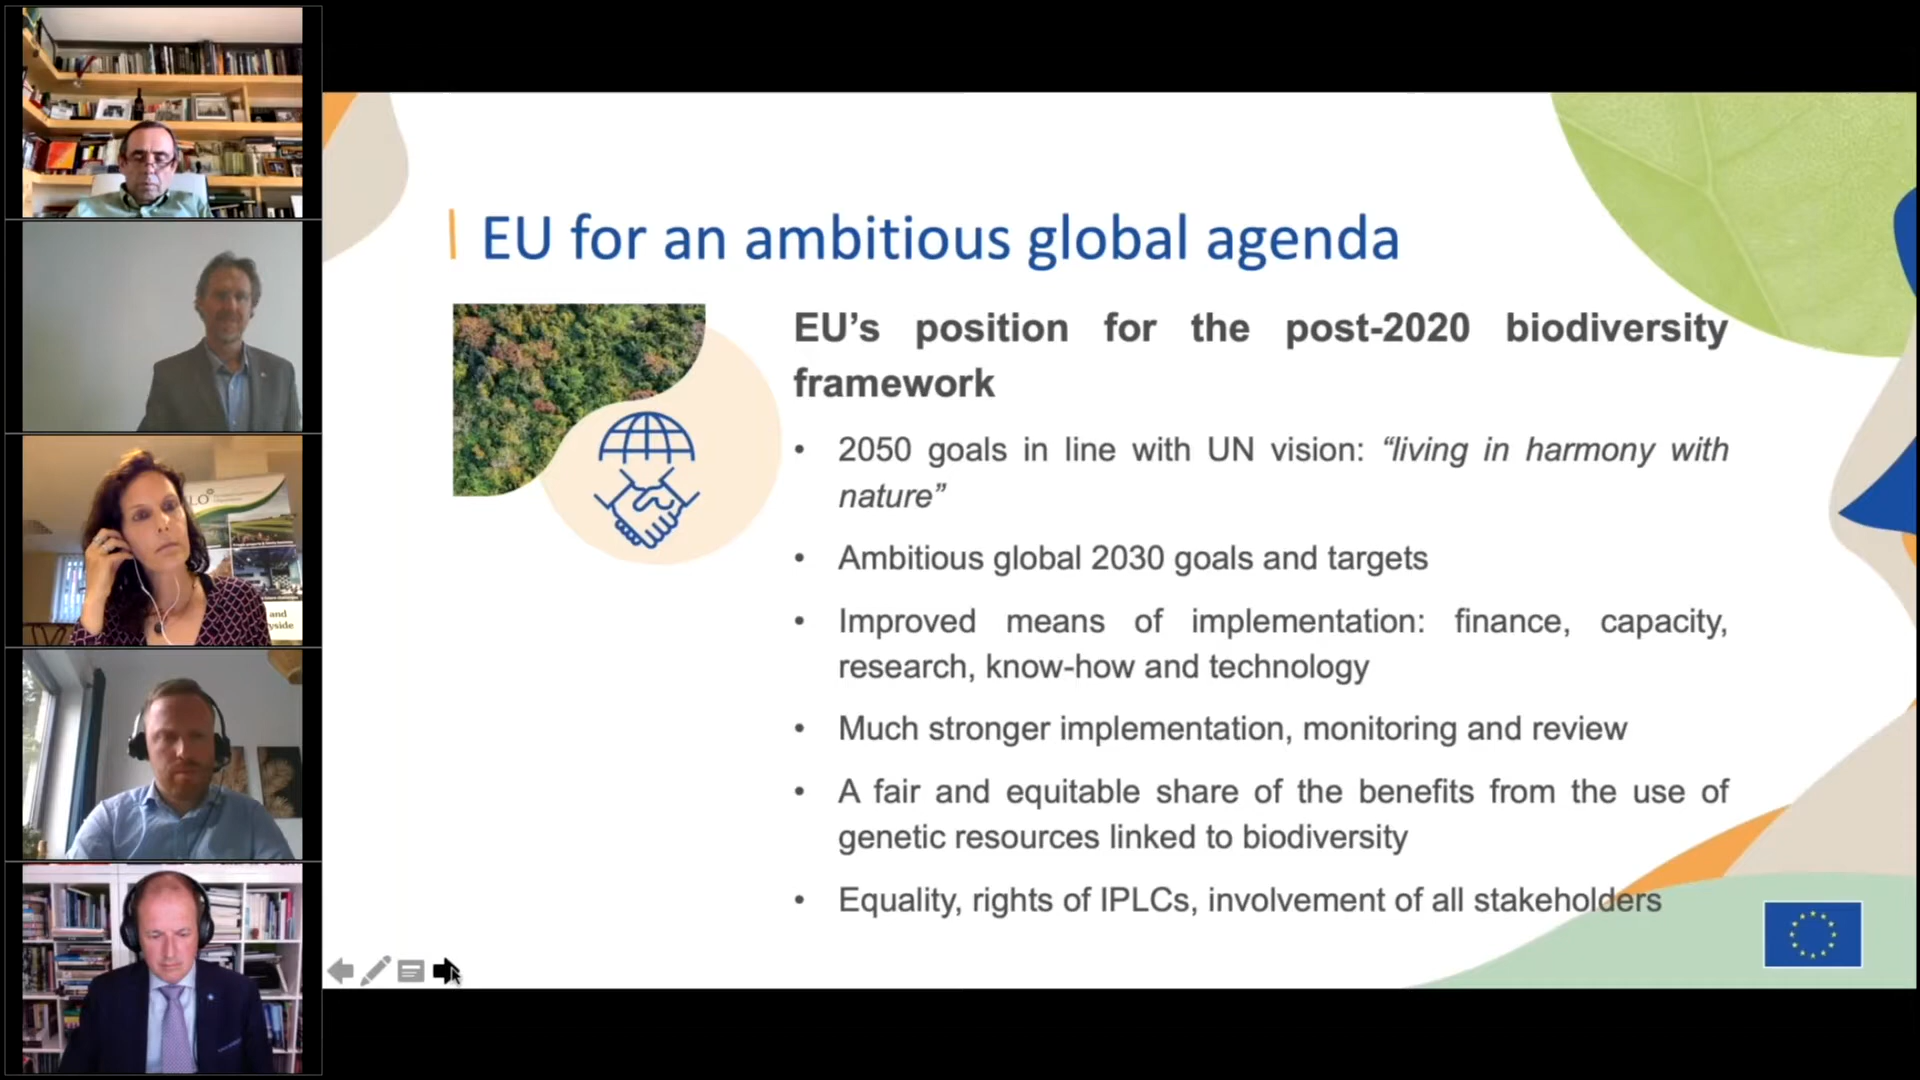 EU for an ambitious global agenda
EU’s position for the post-2020 biodiversity
framework
• 2050 goals in line with UN vision: “living in harmony with
nature”
• Ambitious global 2030 goals and targets
• Improved means of implementation: finance, capacity,
research, know-how and technology
• Much stronger implementation, monitoring and review
• A fair and equitable share of the benefits from the use of
genetic resources linked to biodiversity
• Equality, rights of IPLCs, involvement of all stakeholders
LO
and
yside